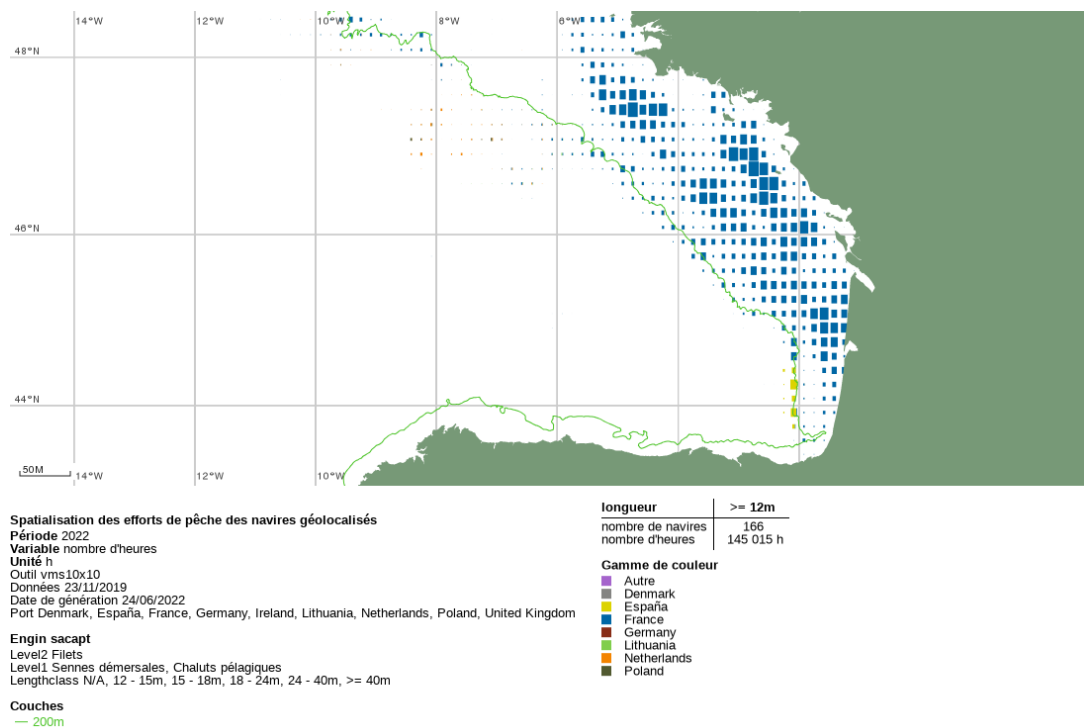 14°W
12°W
10°W
8°W
6°W
48°N
46°N
44°N
50M
14°W
12°W
10°W
Spatialisation des efforts de pêche des navires géolocalisés
Période 2022
Variable nombre d'heures
Unité h
Outil vms10x10
Données 23/11/2019
Date de génération 24/06/2022
Port Denmark, España, France, Germany, Ireland, Lithuania, Netherlands, Poland, United Kingdom
Engin sacapt
Level2 Filets
Level1 Sennes démersales, Chaluts pélagiques
Lengthclass N/A, 12 - 15m, 15 - 18m, 18 - 24m, 24 - 40m, >= 40m
Couches
200m
longueur >= 12m
nombre de navires 166
nombre d'heures 145 015 h
Gamme de couleur
Autre
Denmark
España
France
Germany
Lithuania
Netherlands
Poland